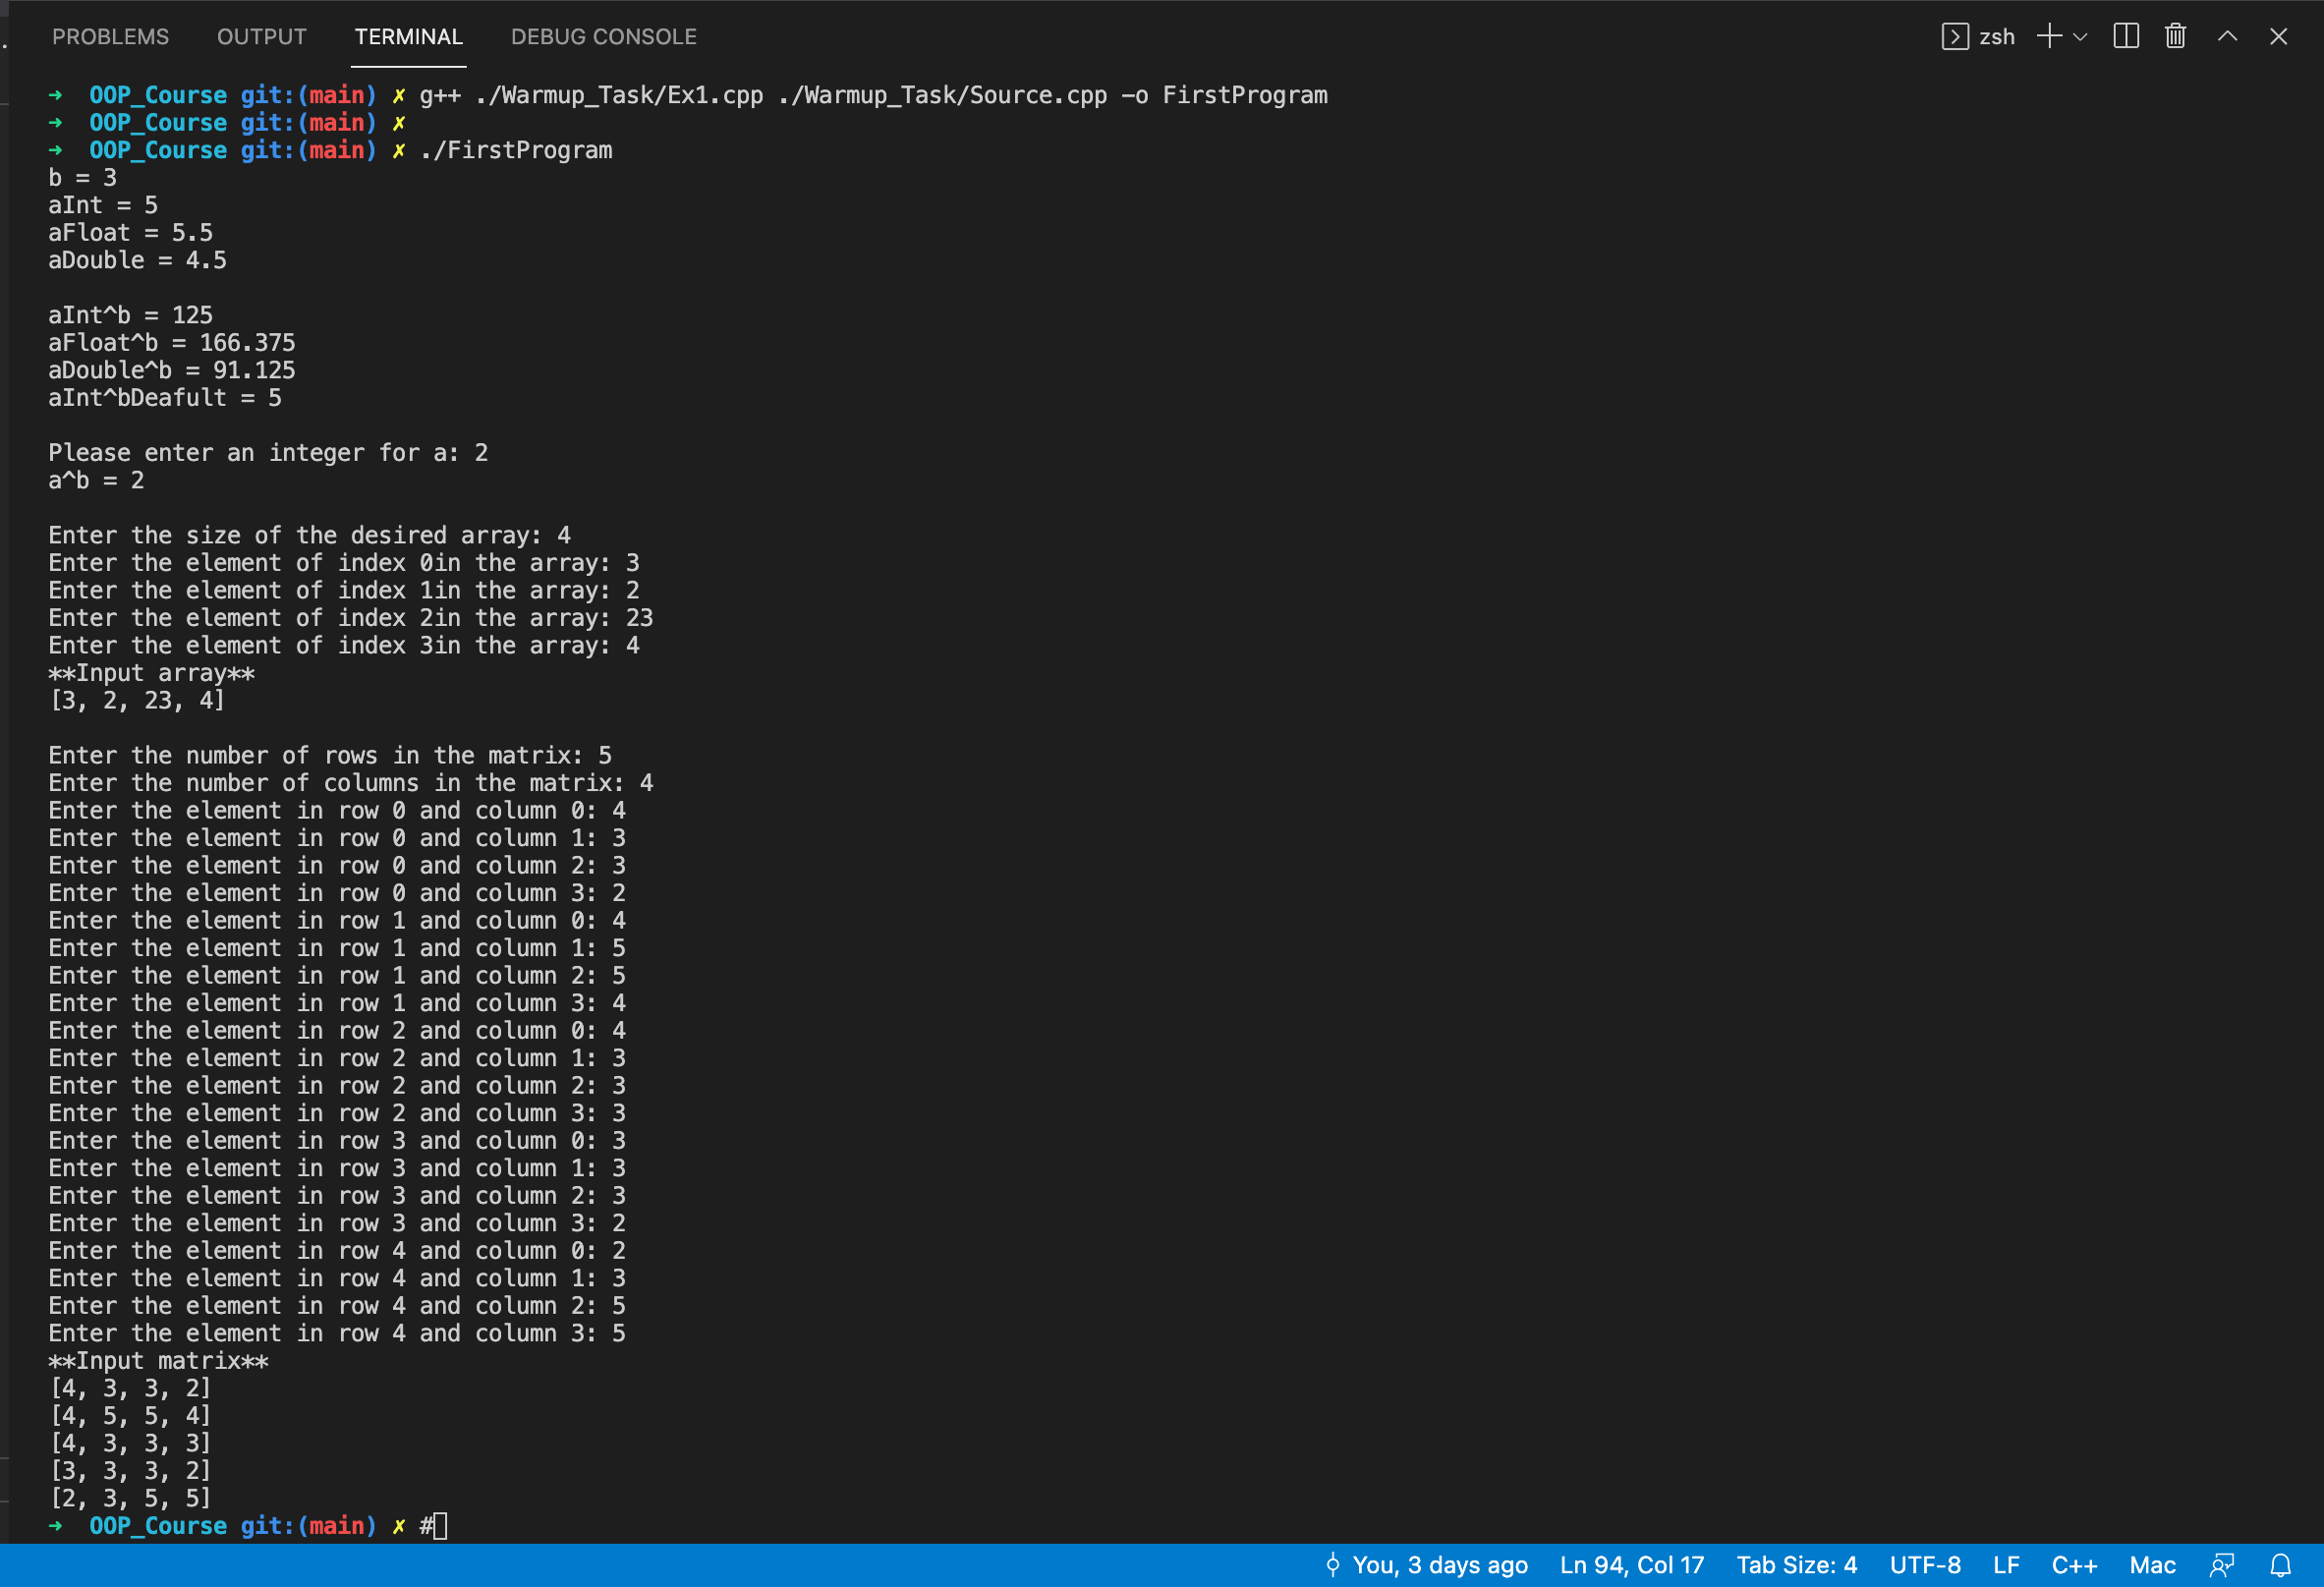 PROBLEMS OUTPUT TERMINAL DEBUG CONSOLE zsh
→ OOP_Course git:(main) ✗ g++ ./Warmup_Task/Ex1.cpp ./Warmup_Task/Source.cpp -o FirstProgram
→ OOP_Course git:(main) ✗
→ OOP_Course git:(main) ✗ ./FirstProgram
b = 3
aInt = 5
aFloat = 5.5
aDouble = 4.5
aInt^b = 125
aFloat^b = 166.375
aDouble^b = 91.125
aInt^bDeafult = 5
Please enter an integer for a: 2
a^b = 2
Enter the size of the desired array: 4
Enter the element of index 0in the array: 3
Enter the element of index 1in the array: 2
Enter the element of index 2in the array: 23
Enter the element of index 3in the array: 4
**Input array**
[3, 2, 23, 4]
Enter the number of rows in the matrix: 5
Enter the number of columns in the matrix: 4
Enter the element in row 0 and column 0: 4
Enter the element in row 0 and column 1: 3
Enter the element in row 0 and column 2: 3
Enter the element in row 0 and column 3: 2
Enter the element in row 1 and column 0: 4
Enter the element in row 1 and column 1: 5
Enter the element in row 1 and column 2: 5
Enter the element in row 1 and column 3: 4
Enter the element in row 2 and column 0: 4
Enter the element in row 2 and column 1: 3
Enter the element in row 2 and column 2: 3
Enter the element in row 2 and column 3: 3
Enter the element in row 3 and column 0: 3
Enter the element in row 3 and column 1: 3
Enter the element in row 3 and column 2: 3
Enter the element in row 3 and column 3: 2
Enter the element in row 4 and column 0: 2
Enter the element in row 4 and column 1: 3
Enter the element in row 4 and column 2: 5
Enter the element in row 4 and column 3: 5
**Input matrix**
[4, 3, 3, 2]
[4, 5, 5, 4]
[4, 3, 3, 3]
[3, 3, 3, 2]
[2, 3, 5, 5]
→ OOP_Course git:(main) ✗ #
You, 3 days ago Ln 94, Col 17 Tab Size: 4 UTF-8 LF C++ Mac